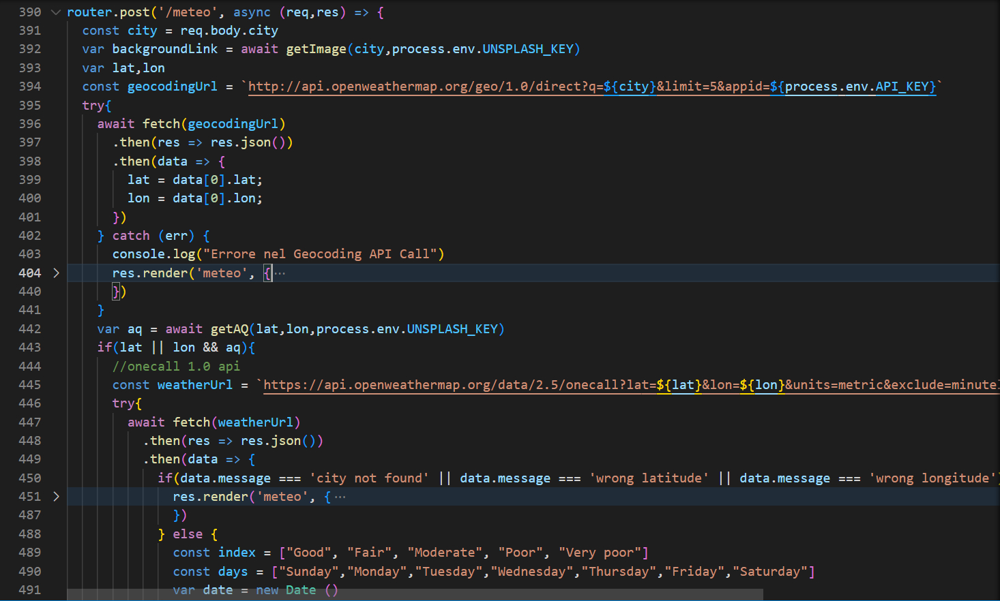 390 router.post('/meteo', async (req,res) => {
391 const city = req.body.city
392 var backgroundLink = await getImage(city,process.env.UNSPLASH_KEY)
393 var lat,lon
394 const geocodingUrl = `http://api.openweathermap.org/geo/1.0/direct?q=${city}&limit=5&appid=${process.env.API_KEY}`
395 try{
396 await fetch(geocodingUrl)
397 .then(res => res.json())
398 .then(data => {
399 lat = data[0].lat;
400 lon = data[0].lon;
401 })
402 } catch (err) {
403 console.log("Errore nel Geocoding API Call")
404 res.render('meteo', {···
440 })
441 }
442 var aq = await getAQ(lat,lon,process.env.UNSPLASH_KEY)
443 if(lat || lon && aq){
444 //onecall 1.0 api
445 const weatherUrl = `https://api.openweathermap.org/data/2.5/onecall?lat=${lat}&lon=${lon}&units=metric&exclude=minutel
446 try{
447 await fetch(weatherUrl)
448 .then(res => res.json())
449 .then(data => {
450 if(data.message === 'city not found' || data.message === 'wrong latitude' || data.message === 'wrong longitude')
451 res.render('meteo', {···
487 })
488 } else {
489 const index = ["Good", "Fair", "Moderate", "Poor", "Very poor"]
490 const days = ["Sunday","Monday","Tuesday","Wednesday","Thursday","Friday","Saturday"]
491 var date = new Date ()